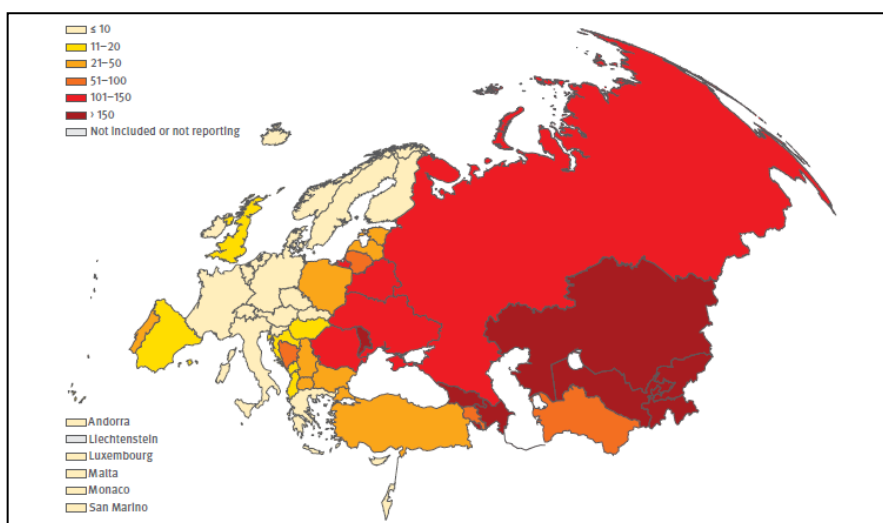 ≤ 10
11–20
21–50
51–100
101–150
› 150
Not included or not reporting
Andorra
Liechtenstein
Luxembourg
Malta
Monaco
San Marino